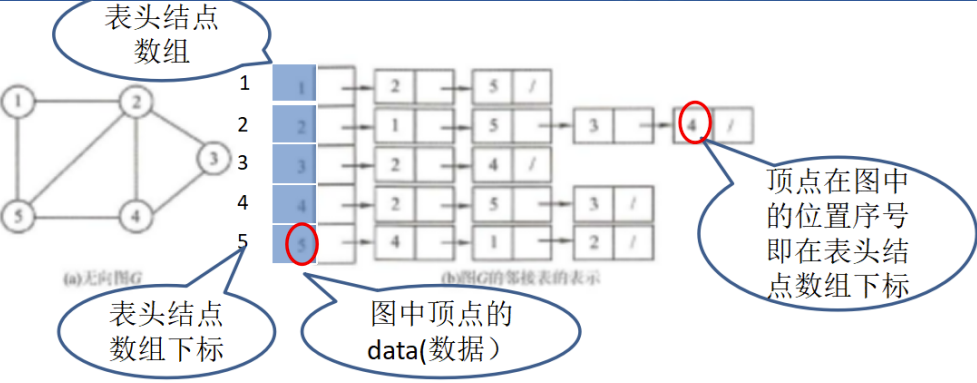 表头结点
数组
1 1 2 5 /
2 2 1 5 3 4 /
3 3 2 4 /
4 4 2 5 3 /
5 5 4 1 2 /
1 2
3
5 4
(a)无向图G
(b)图G的邻接表的表示
顶点在图中
的位置序号
即在表头结
点数组下标
表头结点
数组下标
图中顶点的
data(数据）